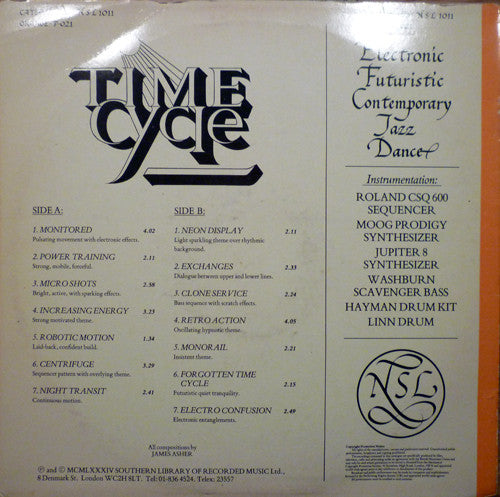 1011
TIME
Cycle
SIDE A:
1. MONITORED 4.02
Pulsating movement with electronic effects.
2. POWER TRAINING 2.11
Strong, mobile, forceful.
3. MICRO SHOTS 2.58
Bright, active, with sparking effects.
4. INCREASING ENERGY 3.23
Strong motivated theme.
5. ROBOTIC MOTION 1.34
Laid-back, confident build.
6. CENTRIFUGE 3.29
Sequencer pattern with overlying theme.
7. NIGHT TRANSIT 2.41
Continuous motion.
SIDE B:
1. NEON DISPLAY 2.11
Light sparkling theme over rhythmic
background.
2. EXCHANGES 2.33
Dialogue between upper and lower lines.
3. CLONE SERVICE 2.24
Bass sequence with scratch effects.
4. RETRO ACTION 4.05
Oscillating hypnotic theme.
5. MONORAIL 2.21
Insistent theme.
6. FORGOTTEN TIME
CYCLE 2.15
Futuristic quiet tranquility.
7. ELECTRO CONFUSION 2.49
Electronic entanglements.
All compositions by
JAMES ASHER
℗ and © MCMLXXXIV SOUTHERN LIBRARY OF RECORDED MUSIC Ltd.,
8 Denmark St. London WC2H 8LT. Tel: 01-836 4524. Telex: 23557
SL 1011
Electronic
Futuristic
Contemporary
Jazz
Dance
Instrumentation:
ROLAND CSQ 600
SEQUENCER
MOOG PRODIGY
SYNTHESIZER
JUPITER 8
SYNTHESIZER
WASHBURN
SCAVENGER BASS
HAYMAN DRUM KIT
LINN DRUM
NSL